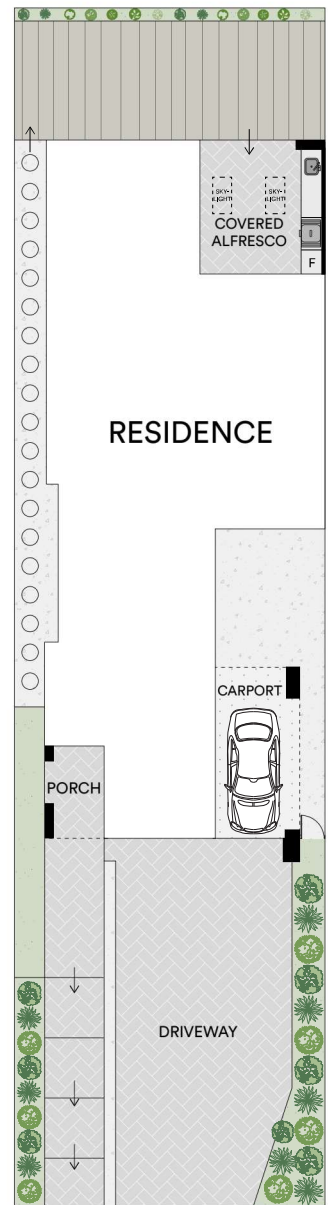 SKY-
LIGHT
SKY-
LIGHT
COVERED
ALFRESCO
F
RESIDENCE
CARPORT
PORCH
DRIVEWAY